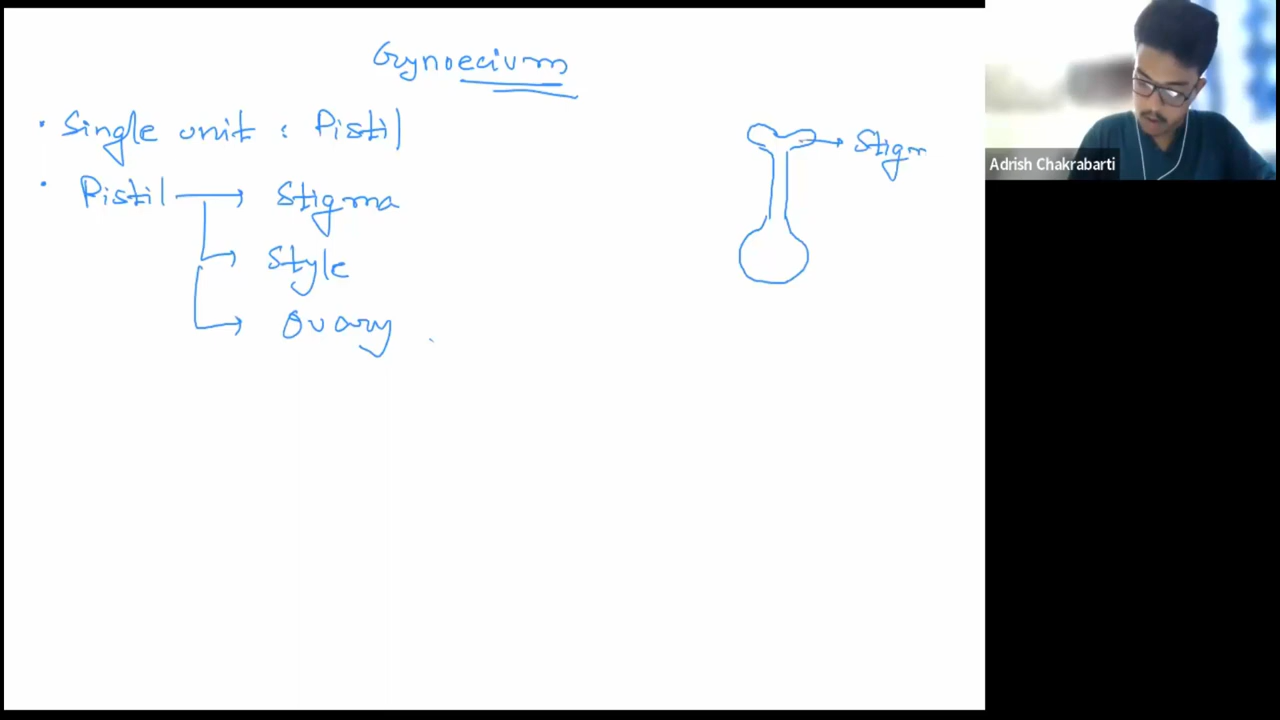 Gynoecium
• Single unit : Pistil
• Pistil → Stigma
→ Style
→ Ovary
→ Stigm
Adrish Chakrabarti